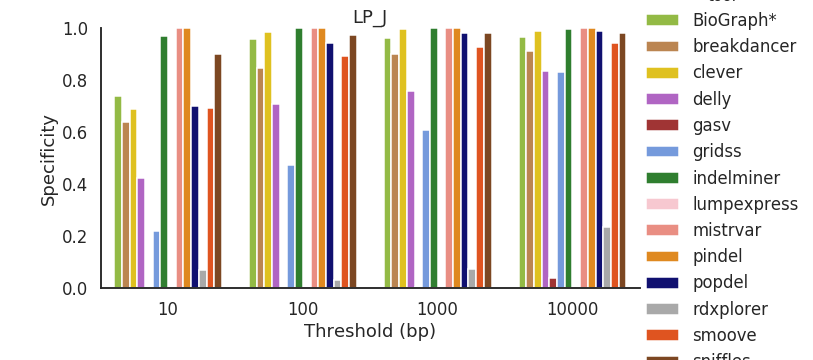 LP_J
1.0
0.8
0.6
0.4
0.2
0.0
Specificity
10 100 1000 10000
Threshold (bp)
BioGraph*
breakdancer
clever
delly
gasv
gridss
indelminer
lumpexpress
mistrvar
pindel
popdel
rdxplorer
smoove